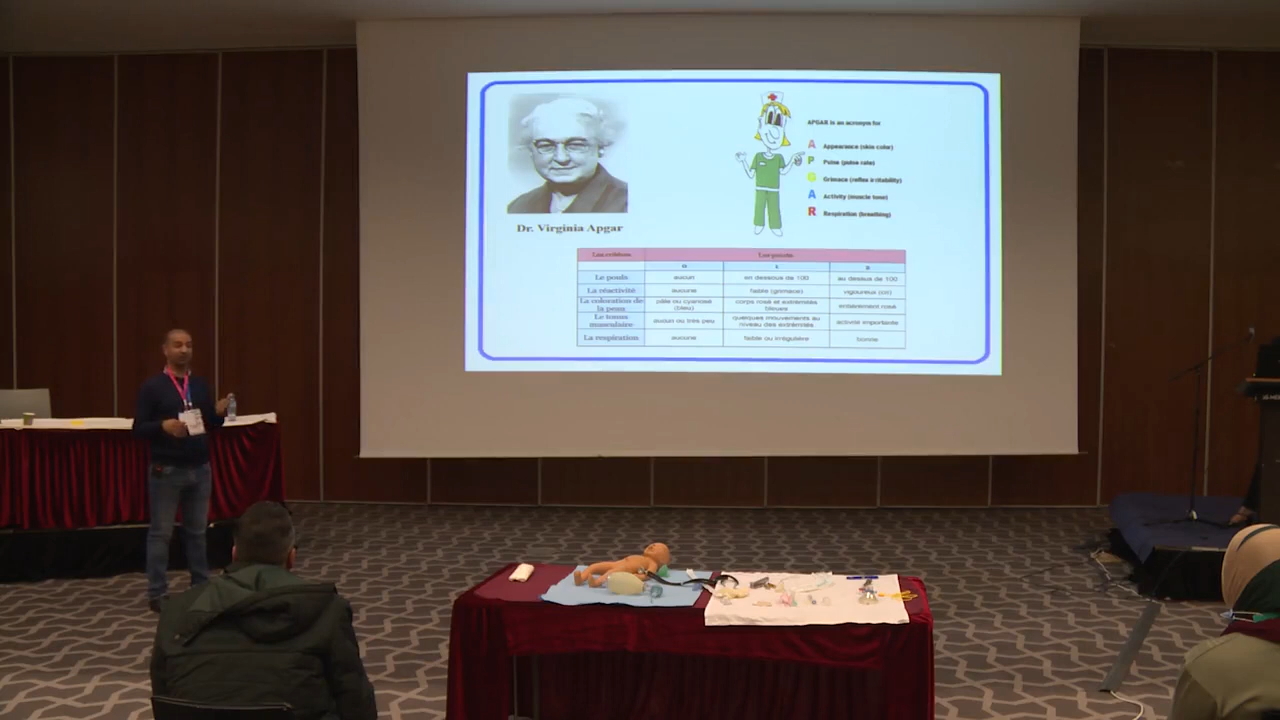 Dr. Virginia Apgar
APGAR is an acronym for
A Appearance (skin color)
P Pulse (pulse rate)
G Grimace (reflex irritability)
A Activity (muscle tone)
R Respiration (breathing)
0 1 2
Le pouls aucun en dessous de 100 au dessus de 100
La réactivité aucune faible (grimace) vigoureux (cri)
La coloration de la peau pâle ou cyanosé (bleu) corps rosé et extrémités bleues entièrement rosé
Le tonus musculaire aucun ou très peu quelques mouvements au niveau des extrémités activité importante
La respiration aucune faible ou irrégulière bonne